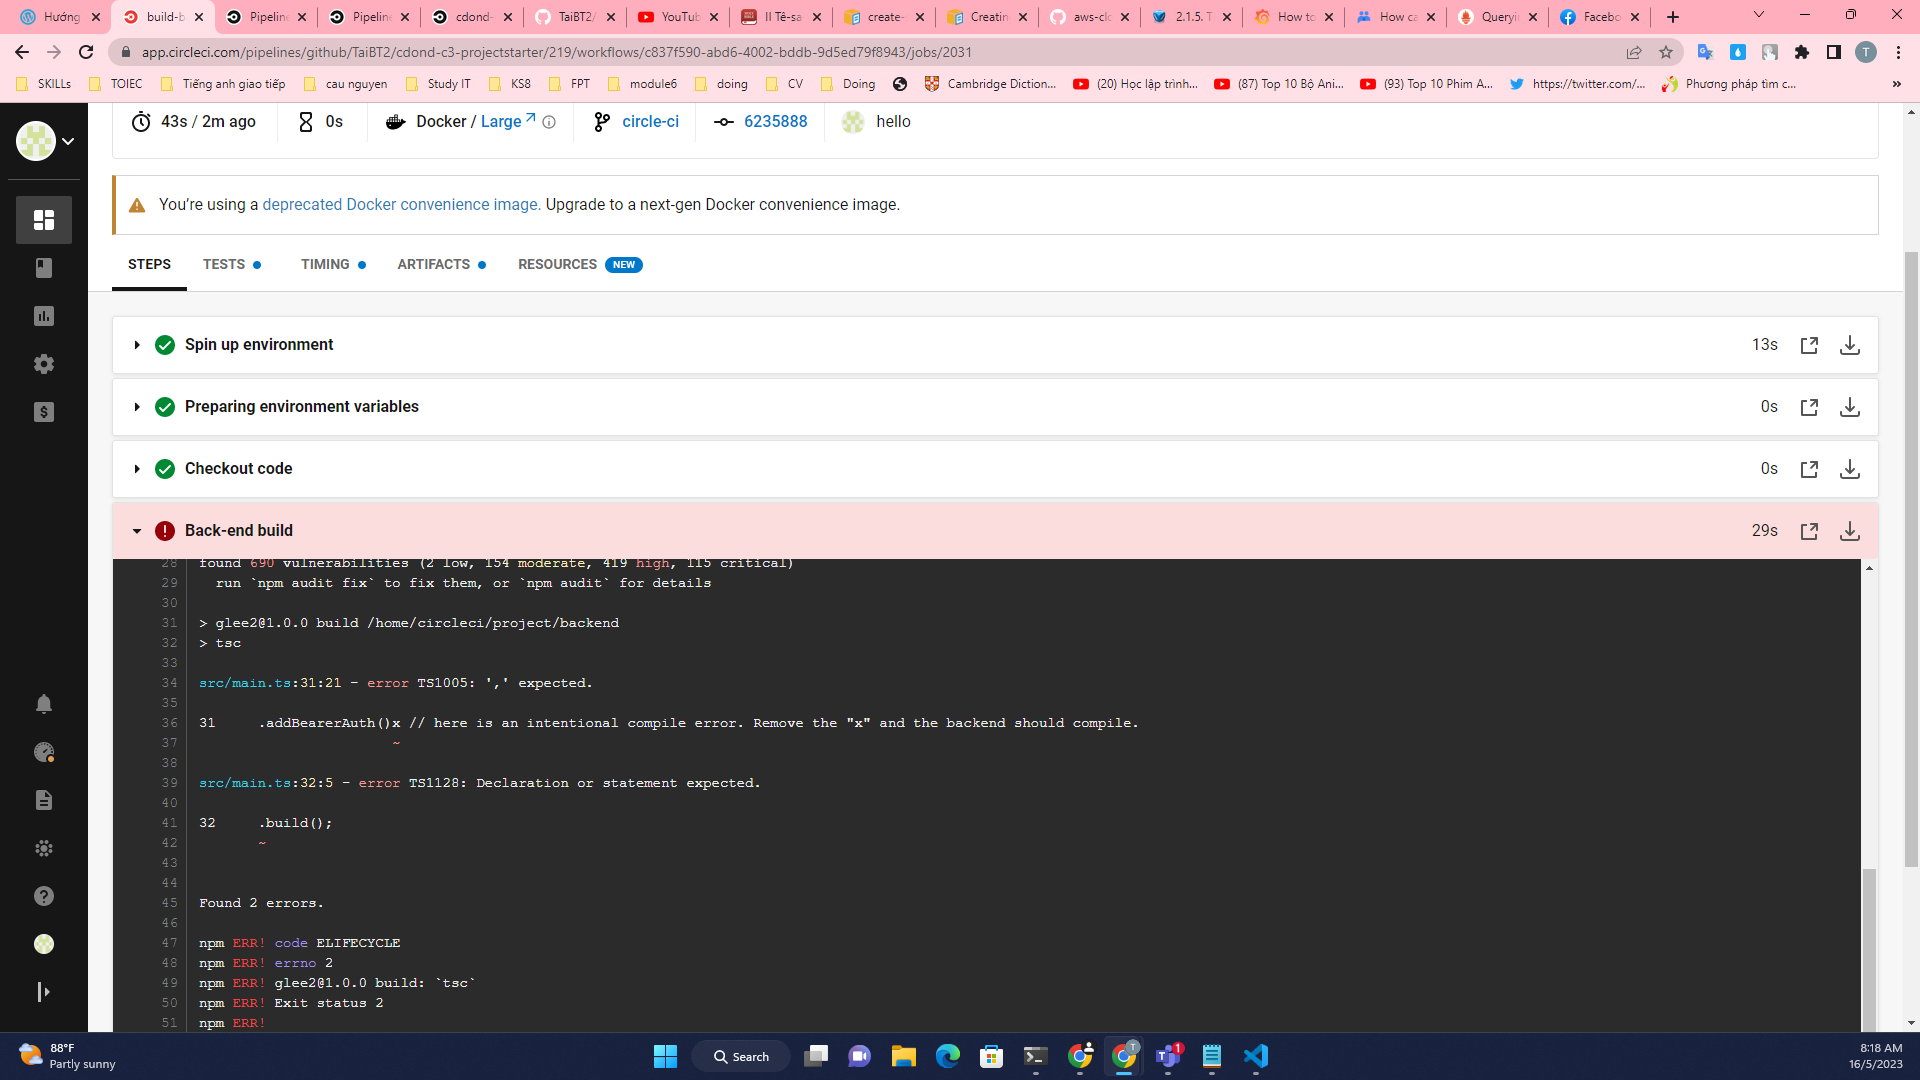 Hướng
build-b
Pipeline
Pipeline
cdond-
TaiBT2/
YouTub
II Tê-sa
create-
Creatin
aws-clo
2.1.5. T
How to
How ca
Queryin
Facebo
app.circleci.com/pipelines/github/TaiBT2/cdond-c3-projectstarter/219/workflows/c837f590-abd6-4002-bddb-9d5ed79f8943/jobs/2031
T
SKILLs
TOIEC
Tiếng anh giao tiếp
cau nguyen
Study IT
KS8
FPT
module6
doing
CV
Doing
Cambridge Diction...
(20) Học lập trình...
(87) Top 10 Bộ Ani...
(93) Top 10 Phim A...
https://twitter.com/...
Phương pháp tìm c...
»
43s / 2m ago
0s
Docker / Large
circle-ci
6235888
hello
You're using a deprecated Docker convenience image. Upgrade to a next-gen Docker convenience image.
STEPS
TESTS
TIMING
ARTIFACTS
RESOURCES NEW
Spin up environment 13s
Preparing environment variables 0s
Checkout code 0s
Back-end build 29s
28 found 690 vulnerabilities (2 low, 154 moderate, 419 high, 115 critical)
29 run `npm audit fix` to fix them, or `npm audit` for details
30
31 > glee2@1.0.0 build /home/circleci/project/backend
32 > tsc
33
34 src/main.ts:31:21 - error TS1005: ',' expected.
35
36 31 .addBearerAuth()x // here is an intentional compile error. Remove the "x" and the backend should compile.
37 ~
38
39 src/main.ts:32:5 - error TS1128: Declaration or statement expected.
40
41 32 .build();
42 ~
43
44
45 Found 2 errors.
46
47 npm ERR! code ELIFECYCLE
48 npm ERR! errno 2
49 npm ERR! glee2@1.0.0 build: `tsc`
50 npm ERR! Exit status 2
51 npm ERR!
88°F
Partly sunny
Search
T
1
8:18 AM
16/5/2023